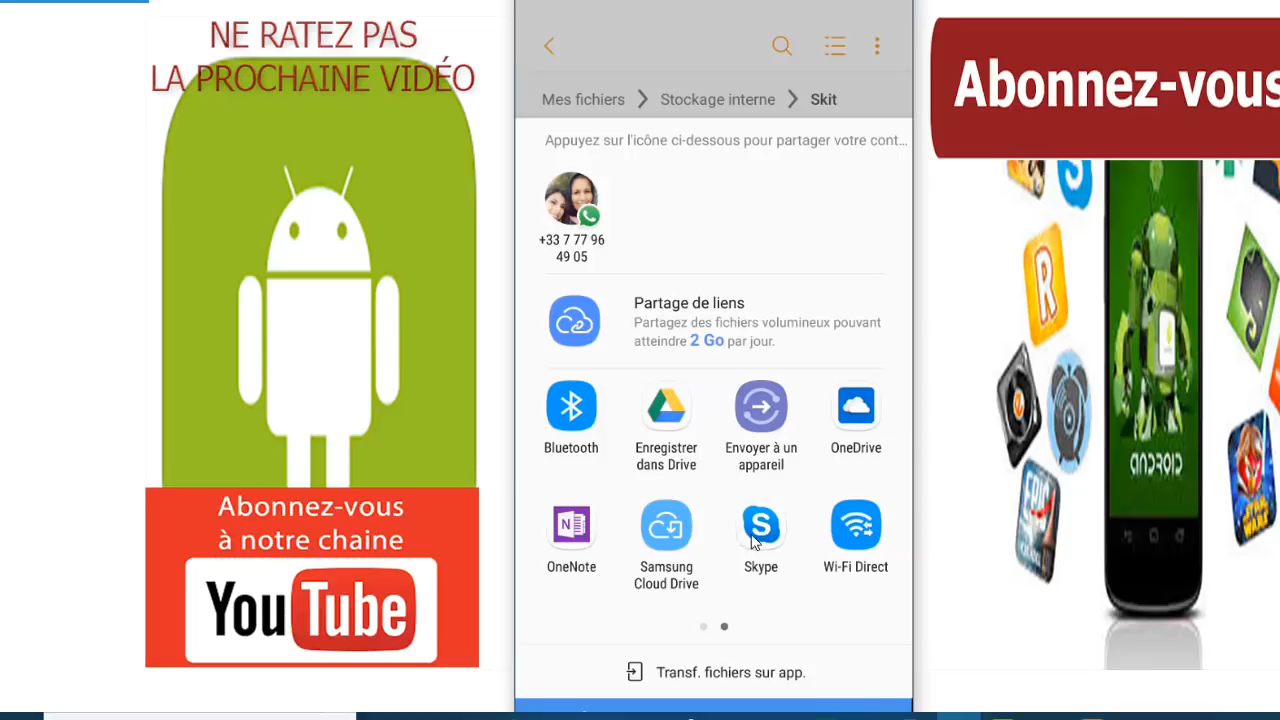 NE RATEZ PAS
LA PROCHAINE VIDÉO
Abonnez-vous
à notre chaine
YouTube
Mes fichiers
Stockage interne
Skit
Appuyez sur l'icône ci-dessous pour partager votre cont...
+33 7 77 96
49 05
Partage de liens
Partagez des fichiers volumineux pouvant
atteindre 2 Go par jour.
Bluetooth
Enregistrer
dans Drive
Envoyer à un
appareil
OneDrive
OneNote
Samsung
Cloud Drive
Skype
Wi-Fi Direct
Transf. fichiers sur app.
Abonnez-vous
ANDROID
EPIC